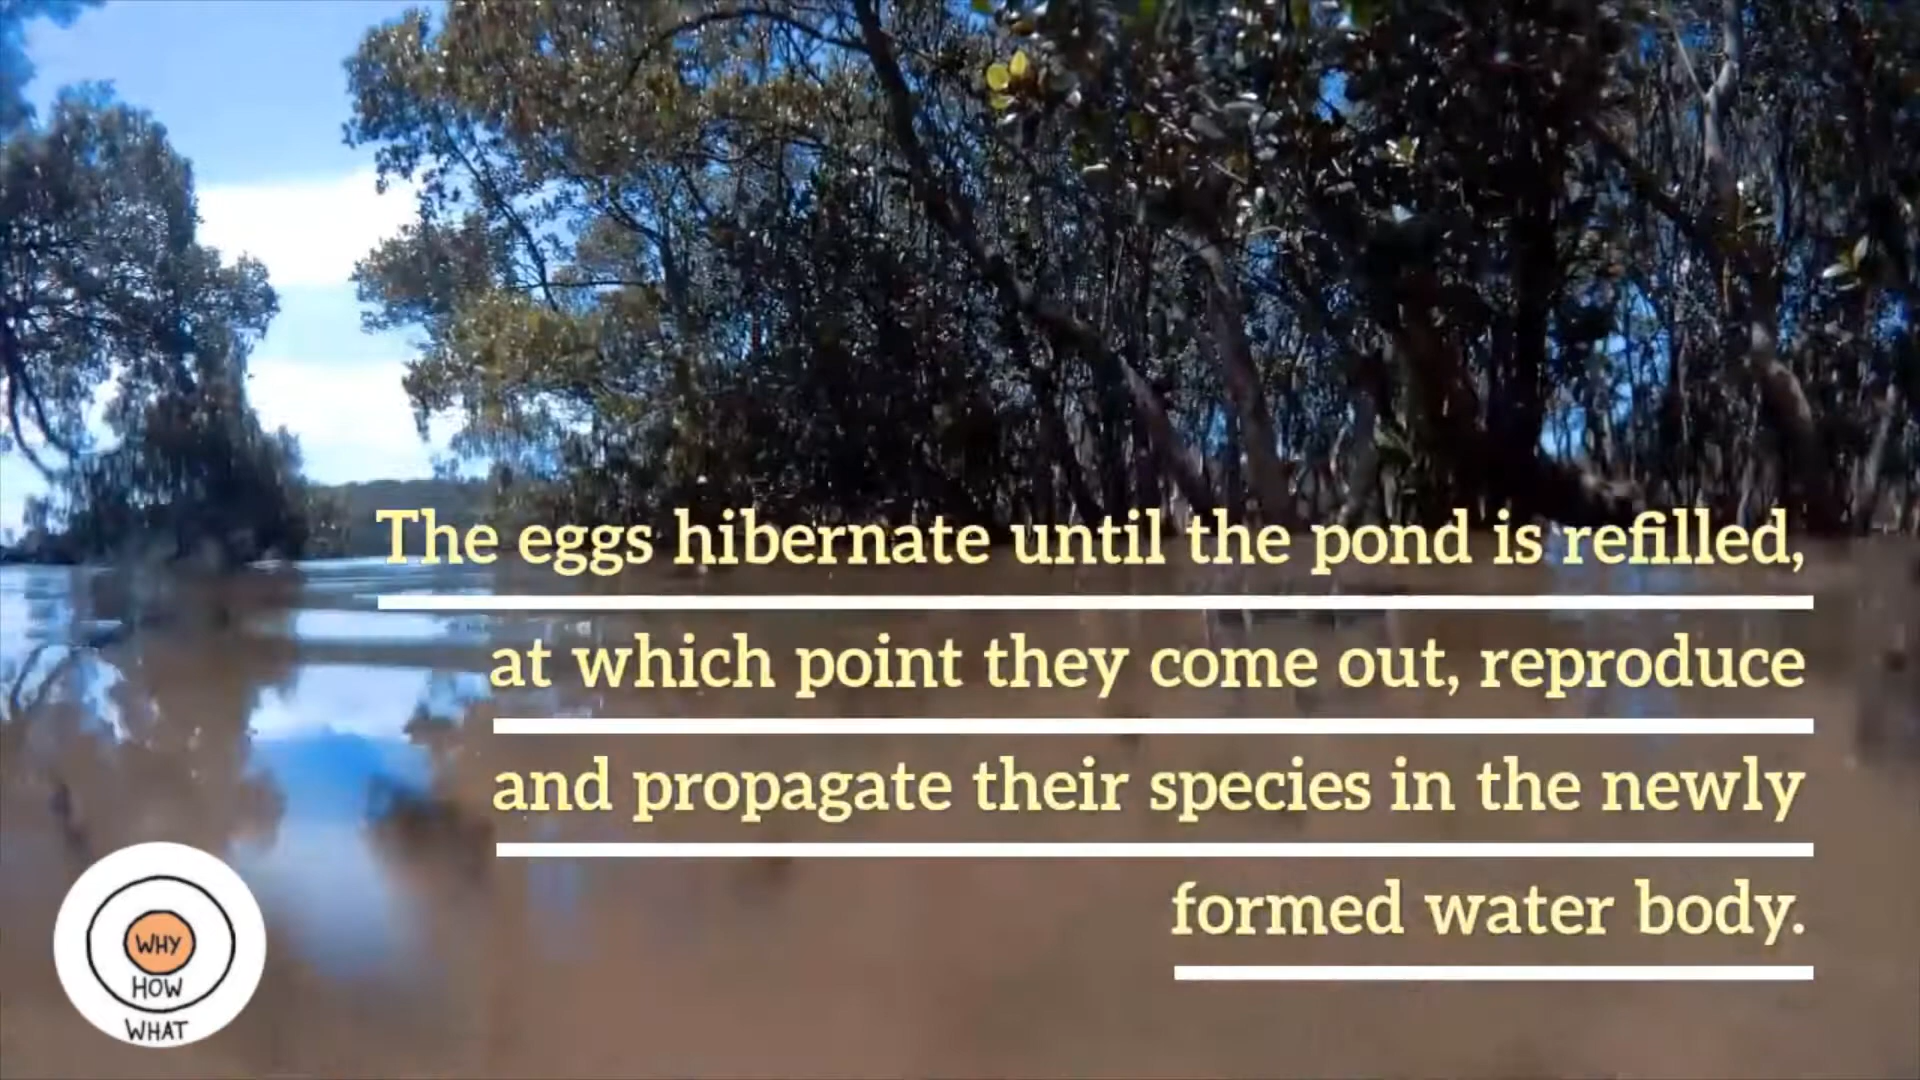 The eggs hibernate until the pond is refilled,
at which point they come out, reproduce
and propagate their species in the newly
formed water body.
WHY
HOW
WHAT